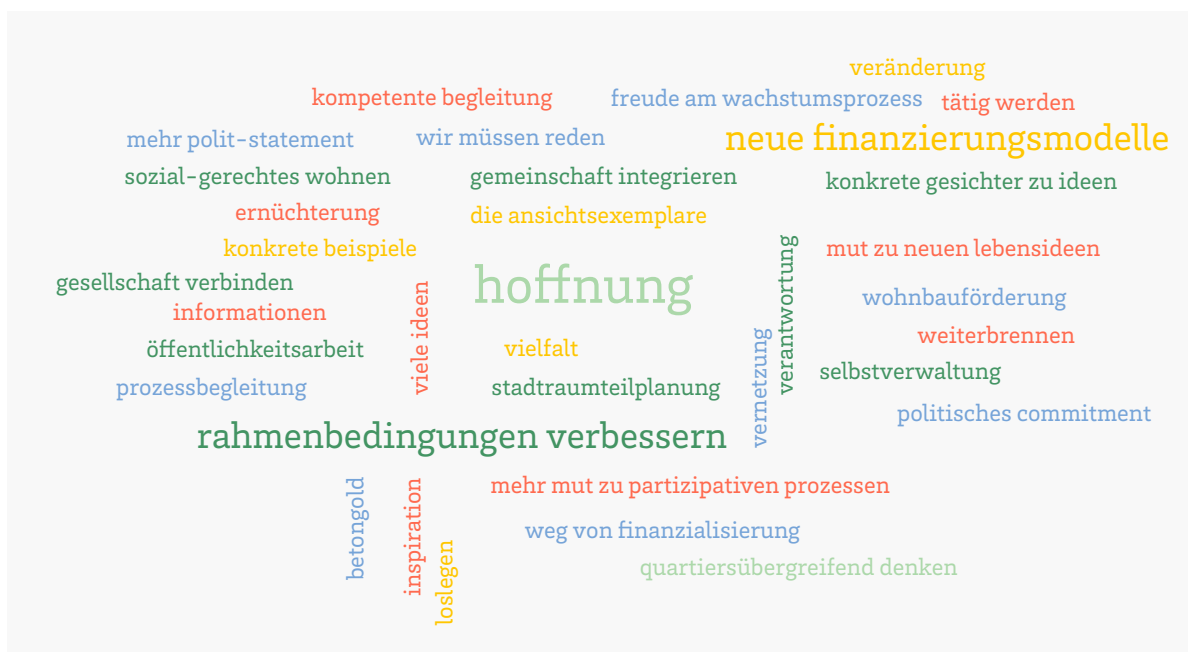 veränderung
kompetente begleitung
freude am wachstumsprozess
tätig werden
mehr polit-statement
wir müssen reden
neue finanzierungsmodelle
sozial-gerechtes wohnen
gemeinschaft integrieren
konkrete gesichter zu ideen
ernüchterung
die ansichtsexemplare
konkrete beispiele
mut zu neuen lebensideen
gesellschaft verbinden
hoffnung
verantwortung
wohnbauförderung
informationen
viele ideen
weiterbrennen
öffentlichkeitsarbeit
vielfalt
vernetzung
selbstverwaltung
prozessbegleitung
stadtraumteilplanung
politisches commitment
rahmenbedingungen verbessern
betongold
inspiration
mehr mut zu partizipativen prozessen
weg von finanzialisierung
loslegen
quartiersübergreifend denken